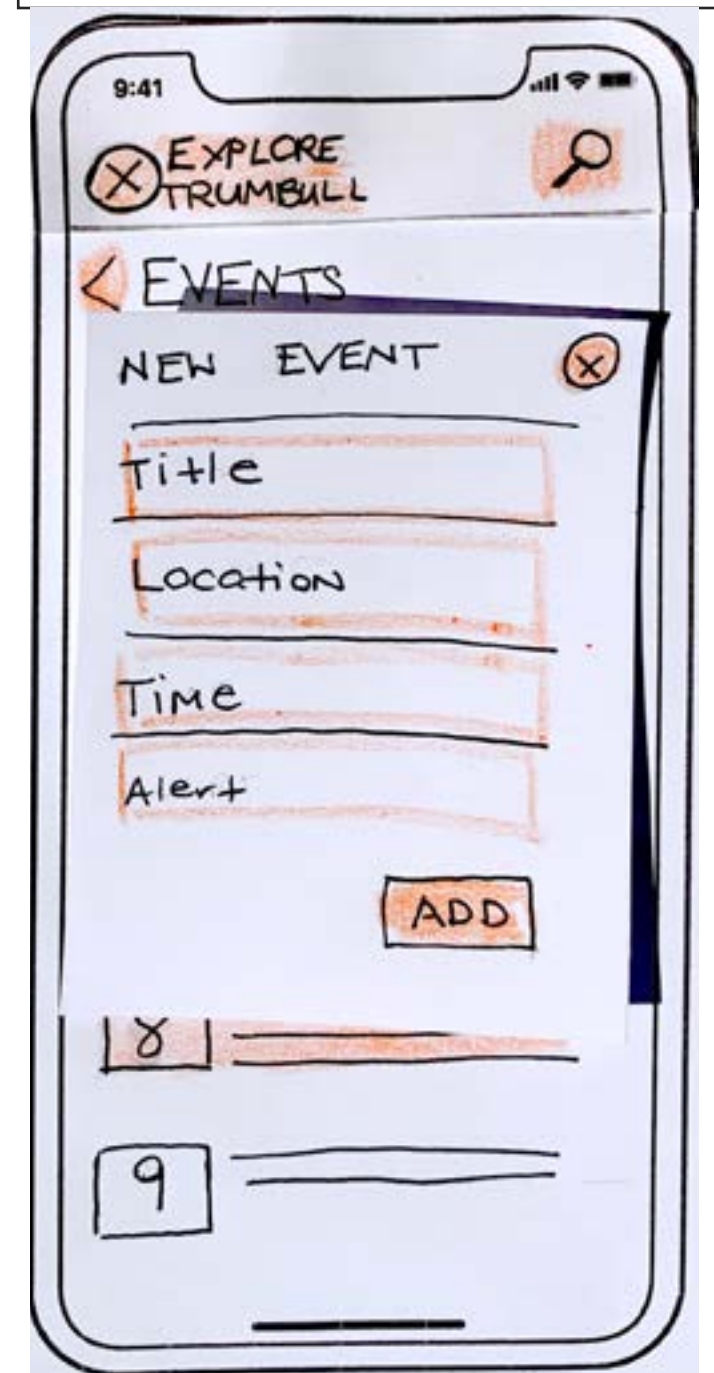 9:41
EXPLORE
TRUMBULL
EVENTS
NEW EVENT
Title
Location
Time
Alert
ADD
8
9